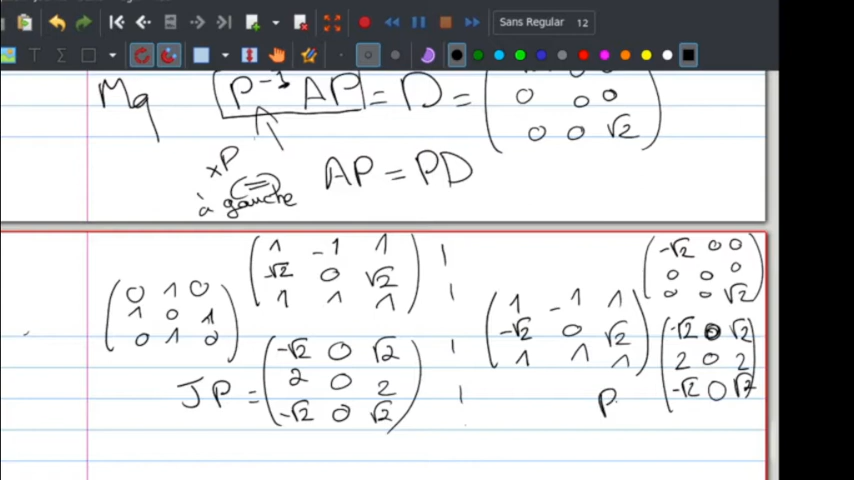 Sans Regular 12
Mq P⁻¹ AP = D = ( 0 0 0 ; 0 0 √2 )
×P
à gauche (=) AP = PD
( 0 1 0 ; 1 0 1 ; 0 1 0 ) ( 1 -1 1 ; -√2 0 √2 ; 1 1 1 )
JP = ( -√2 0 √2 ; 2 0 2 ; -√2 0 √2 )
( -√2 0 0 ; 0 0 0 ; 0 0 √2 )
( 1 -1 1 ; -√2 0 √2 ; 1 1 1 ) ( -√2 0 √2 ; 2 0 2 ; -√2 0 √2 )
P